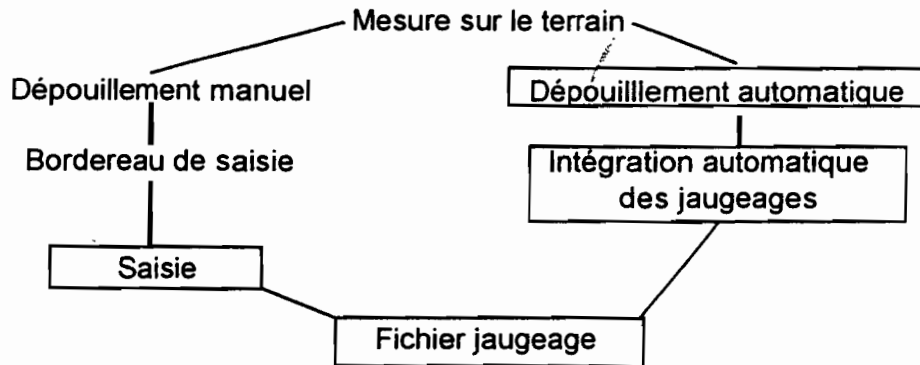 Mesure sur le terrain
Dépouillement manuel
Dépouilllement automatique
Bordereau de saisie
Intégration automatique
des jaugeages
Saisie
Fichier jaugeage